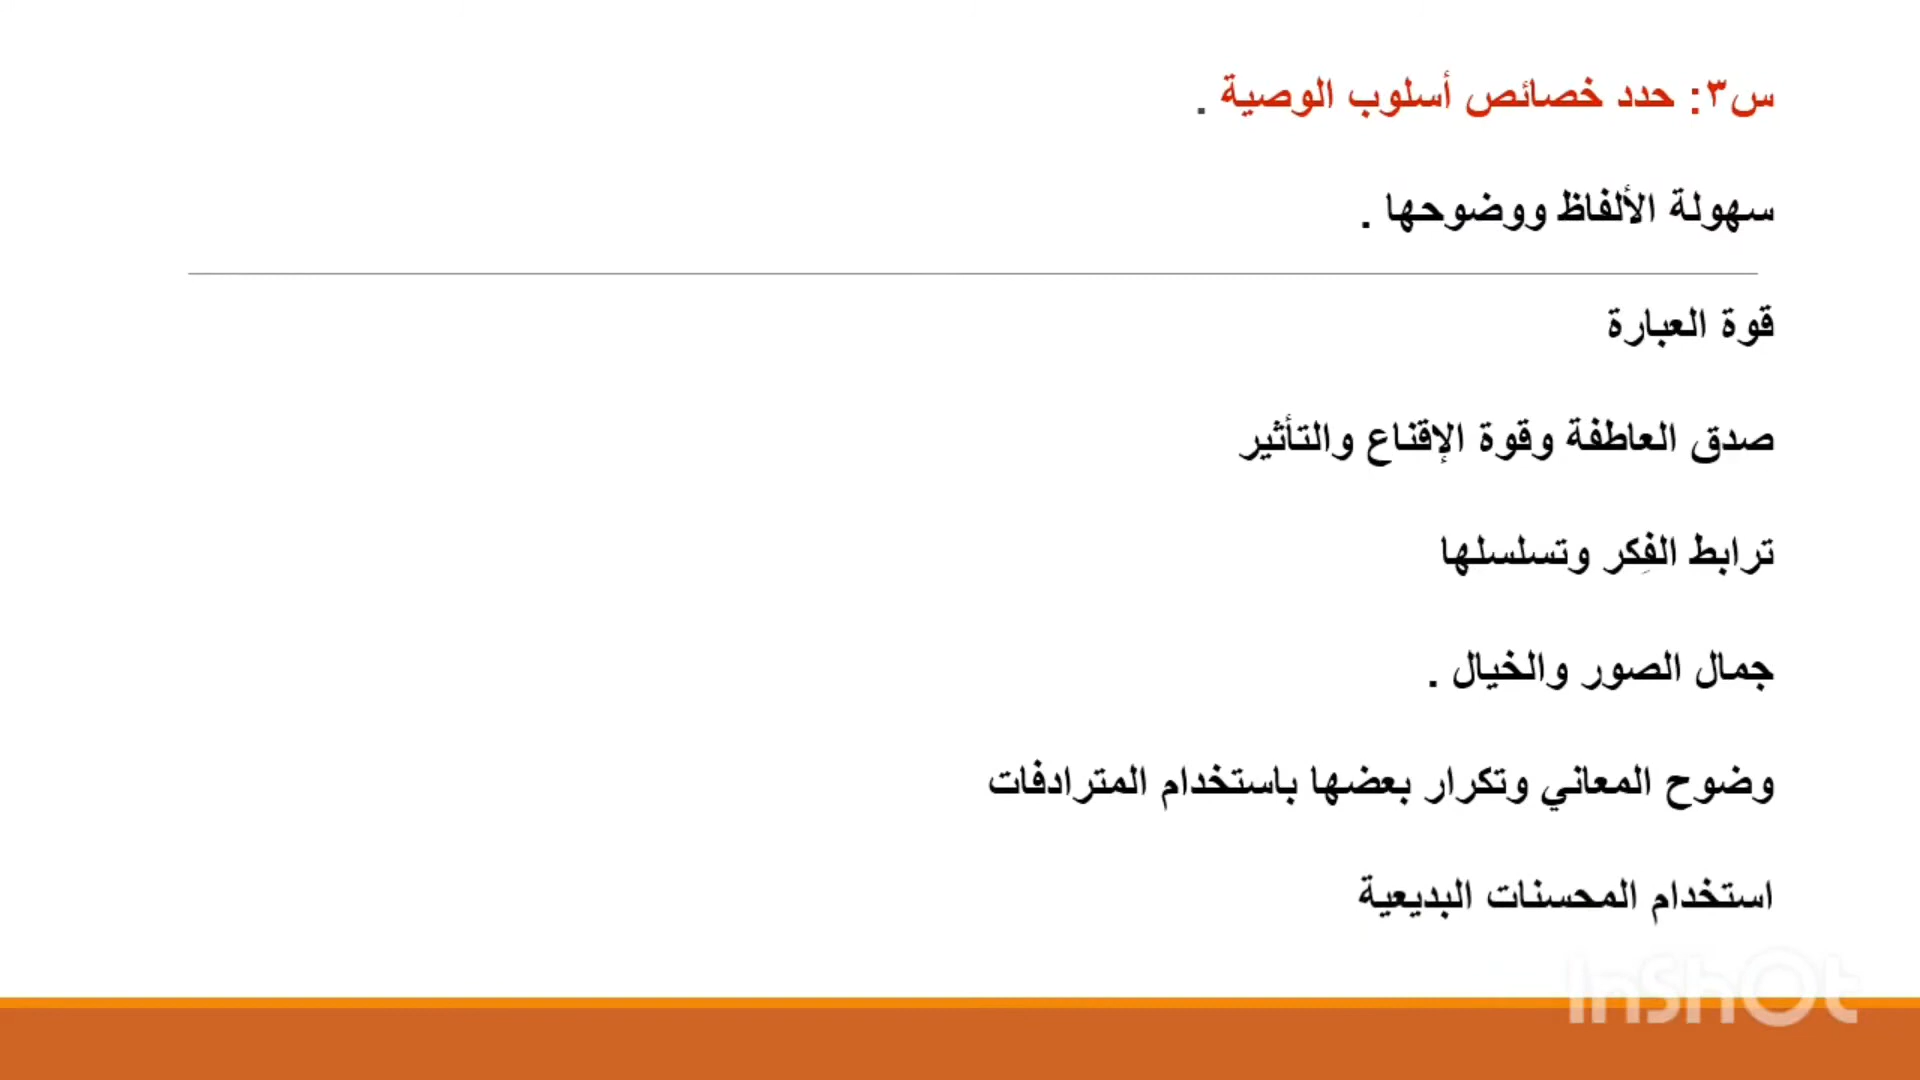 س٣: حدد خصائص أسلوب الوصية .
سهولة الألفاظ ووضوحها .
قوة العبارة
صدق العاطفة وقوة الإقناع والتأثير
ترابط الفِكر وتسلسلها
جمال الصور والخيال .
وضوح المعاني وتكرار بعضها باستخدام المترادفات
استخدام المحسنات البديعية
InShOt